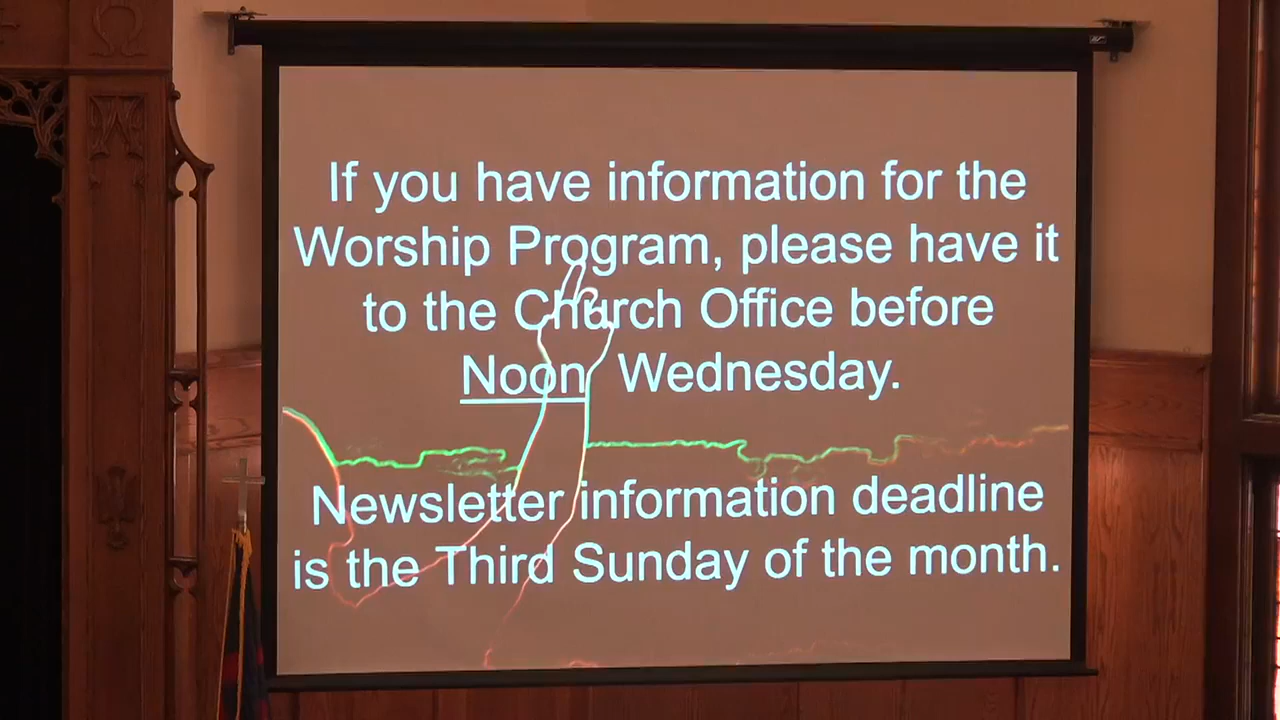 If you have information for the
Worship Program, please have it
to the Church Office before
Noon Wednesday.
Newsletter information deadline
is the Third Sunday of the month.